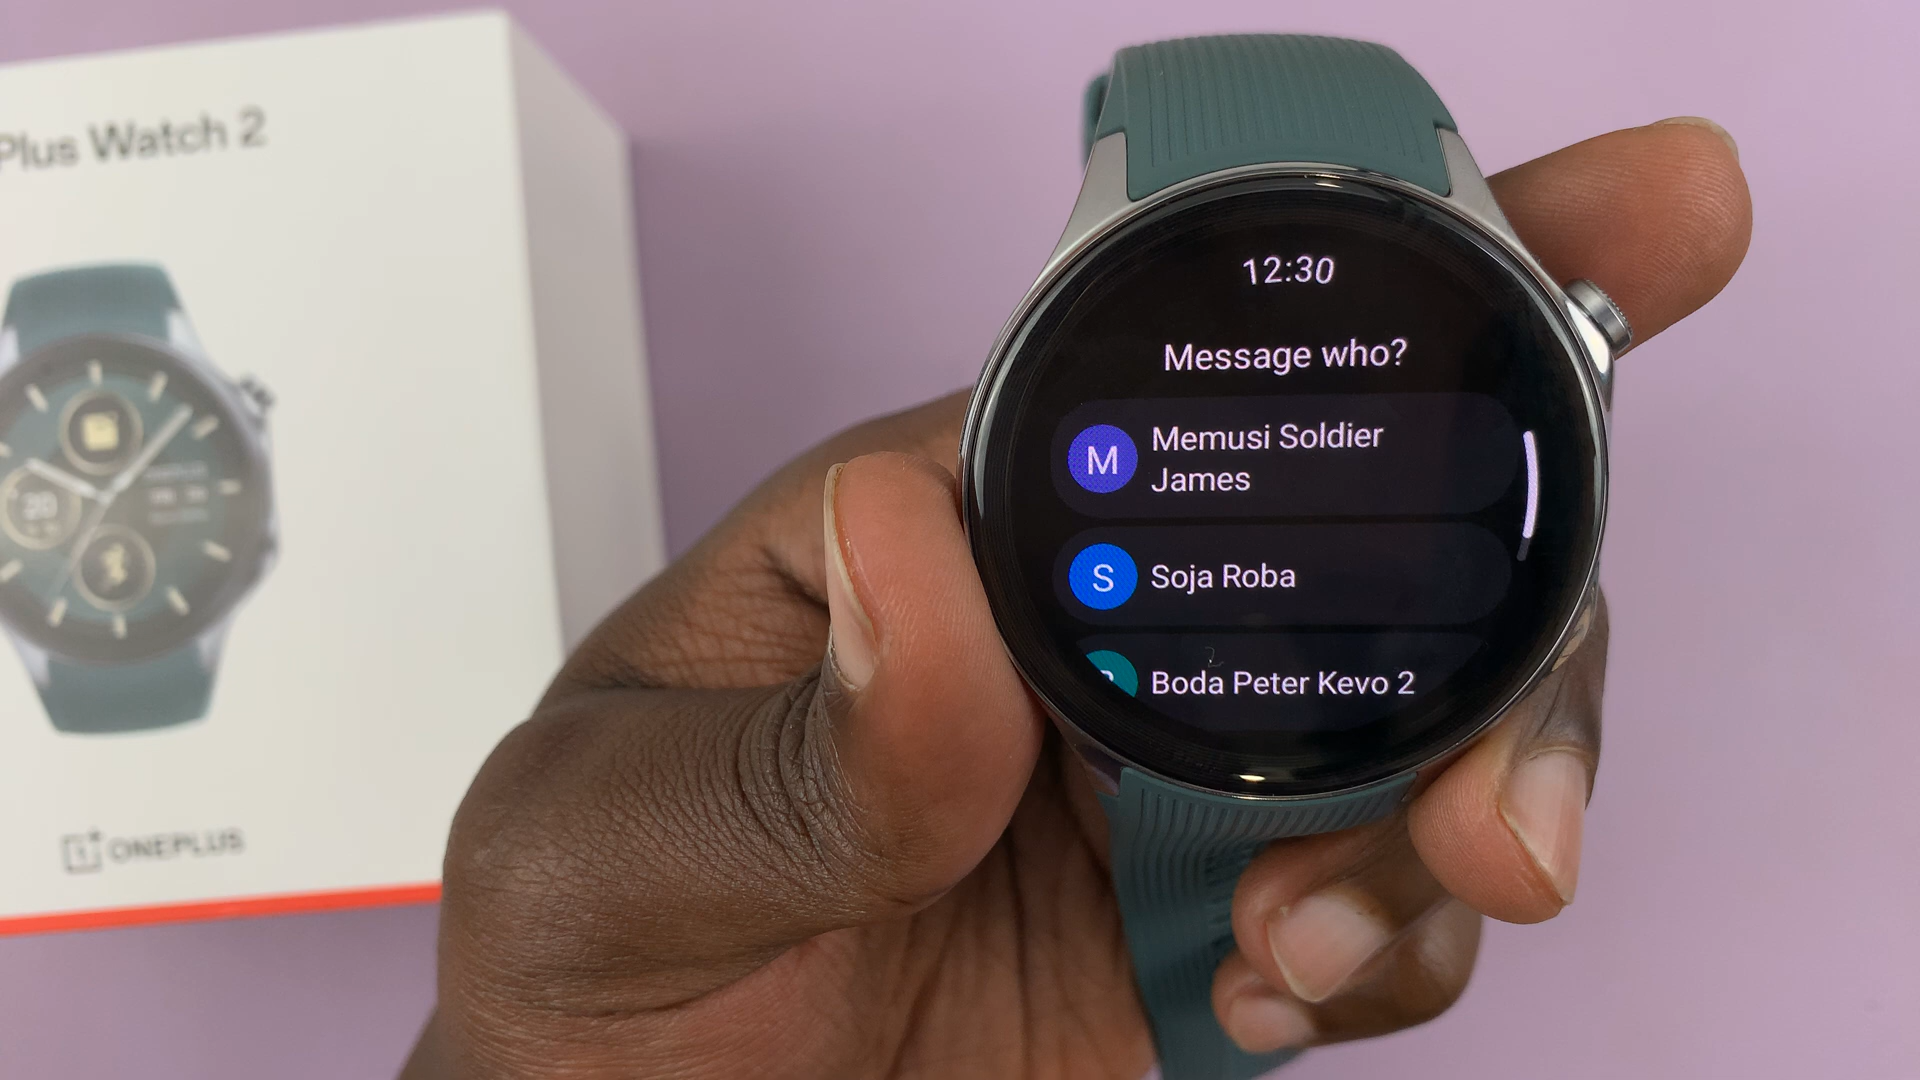 Plus Watch 2
ONEPLUS
12:30
Message who?
M
Memusi Soldier
James
S
Soja Roba
Boda Peter Kevo 2